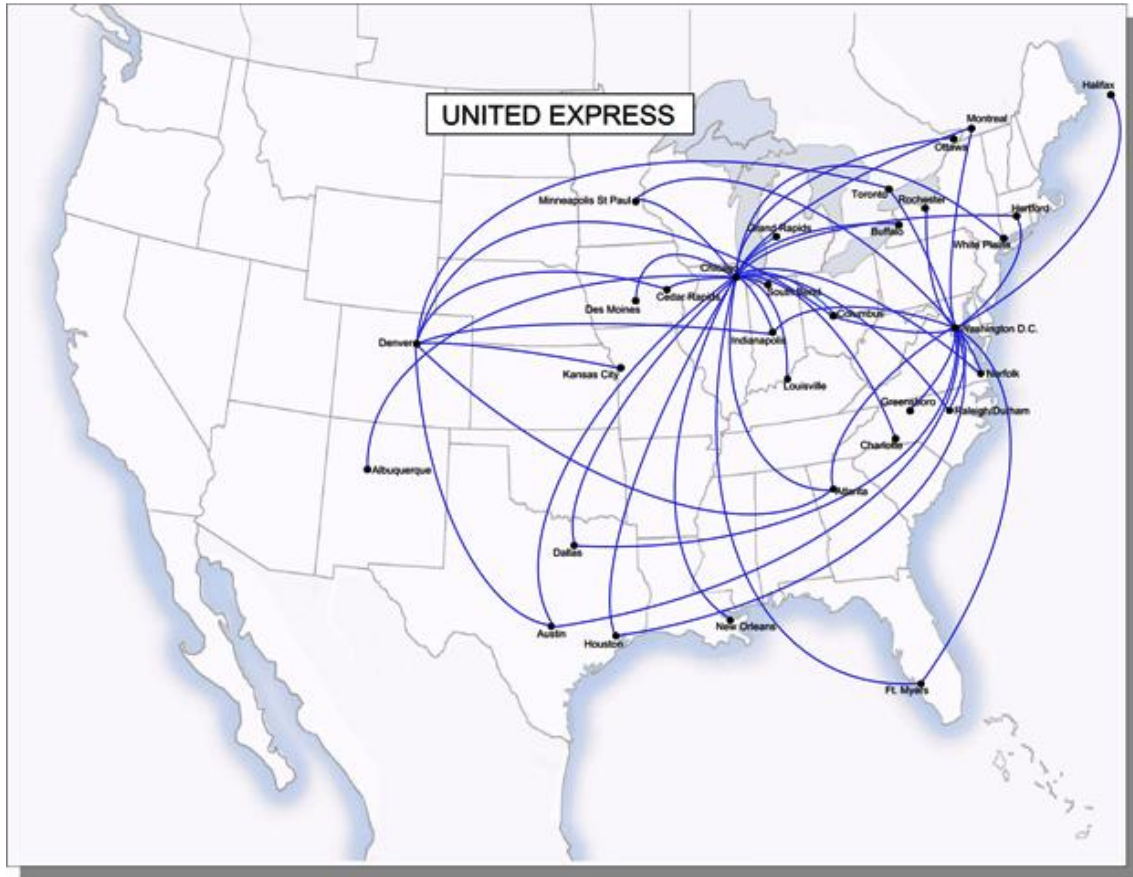 Halifax
UNITED EXPRESS
Montreal
Ottawa
Minneapolis St Paul
Toronto
Rochester
Hartford
Grand Rapids
Buffalo
White Plains
Chicago
South Bend
Cedar Rapids
Des Moines
Columbus
Washington D.C.
Indianapolis
Denver
Kansas City
Louisville
Norfolk
Greensboro
Raleigh/Durham
Charlotte
Albuquerque
Atlanta
Dallas
Austin
Houston
New Orleans
Ft. Myers